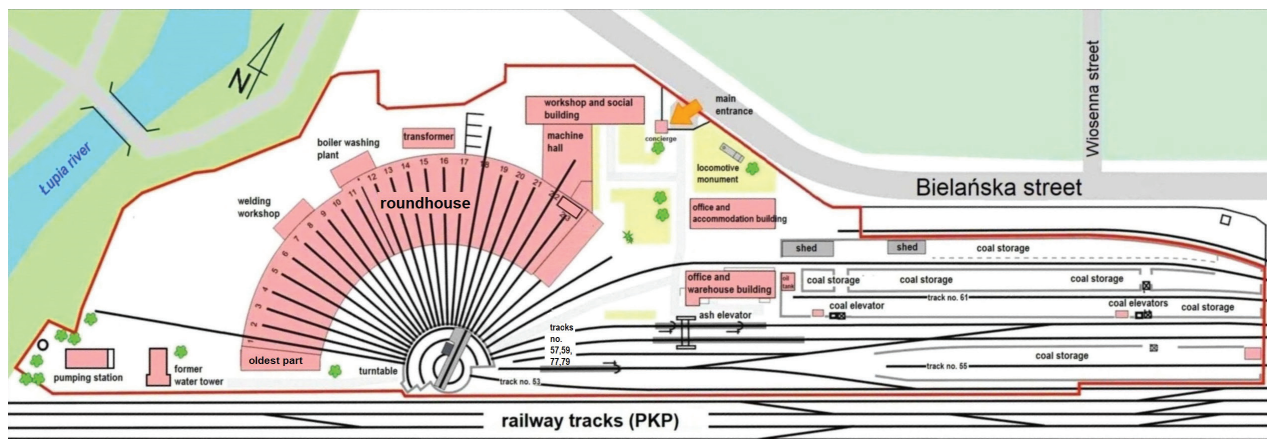 N
Łupia river
boiler washing
plant
transformer
workshop and social
building
machine
hall
main
entrance
concierge
locomotive
monument
Wiosenna street
Bielańska street
welding
workshop
roundhouse
1
2
3
4
5
6
7
8
9
10
11
12
13
14
15
16
17
18
19
20
21
22
23
office and
accommodation building
shed
shed
coal storage
office and
warehouse building
oil
tank
coal storage
coal storage
coal storage
track no. 61
coal elevator
coal elevators
coal storage
ash elevator
tracks
no.
57,59,
77,79
coal storage
track no. 55
track no. 53
oldest part
turntable
pumping station
former
water tower
railway tracks (PKP)